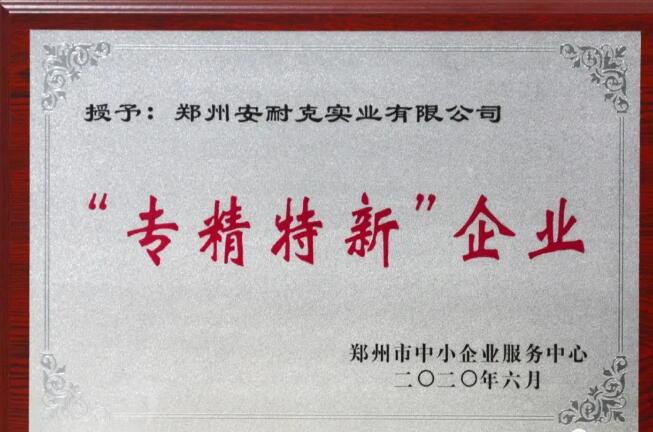 授予：郑州安耐克实业有限公司
“专精特新”企业
郑州市中小企业服务中心
二〇二〇年六月